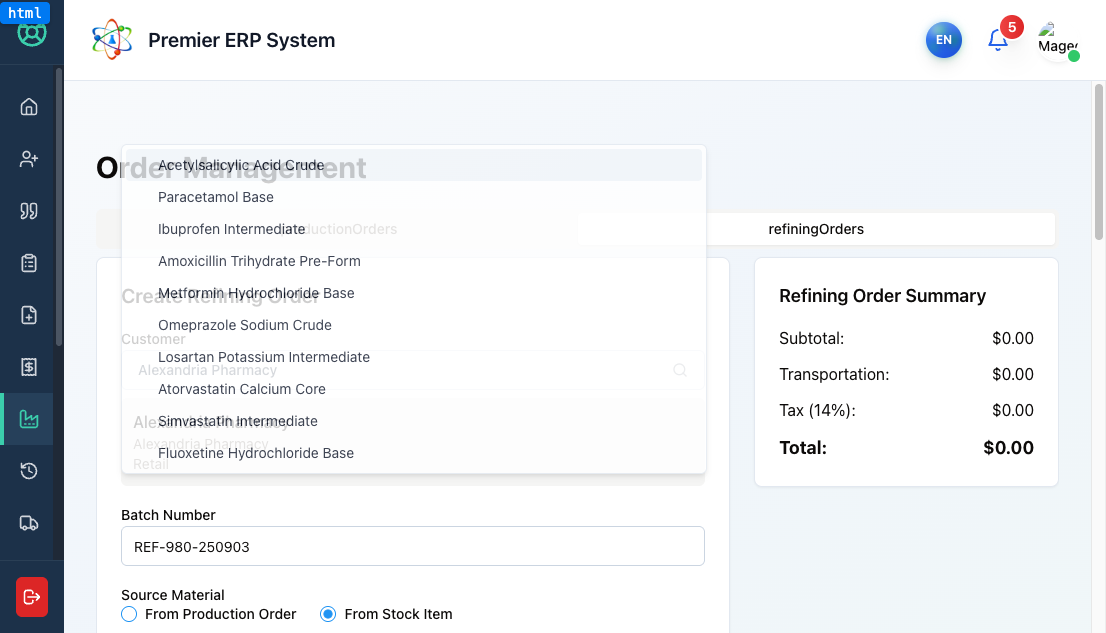 html
Premier ERP System
EN
5
Order Management
Acetylsalicylic Acid Crude
Paracetamol Base
Ibuprofen Intermediate
ductionOrders
refiningOrders
Amoxicillin Trihydrate Pre-Form
Metformin Hydrochloride Base
Create Refining Order
Omeprazole Sodium Crude
Customer
Losartan Potassium Intermediate
Alexandria Pharmacy
Atorvastatin Calcium Core
Simvastatin Intermediate
Alexandria Pharmacy
Alexandria Pharmacy
Fluoxetine Hydrochloride Base
Retail
Batch Number
REF-980-250903
Source Material
From Production Order
From Stock Item
Refining Order Summary
Subtotal: $0.00
Transportation: $0.00
Tax (14%): $0.00
Total: $0.00